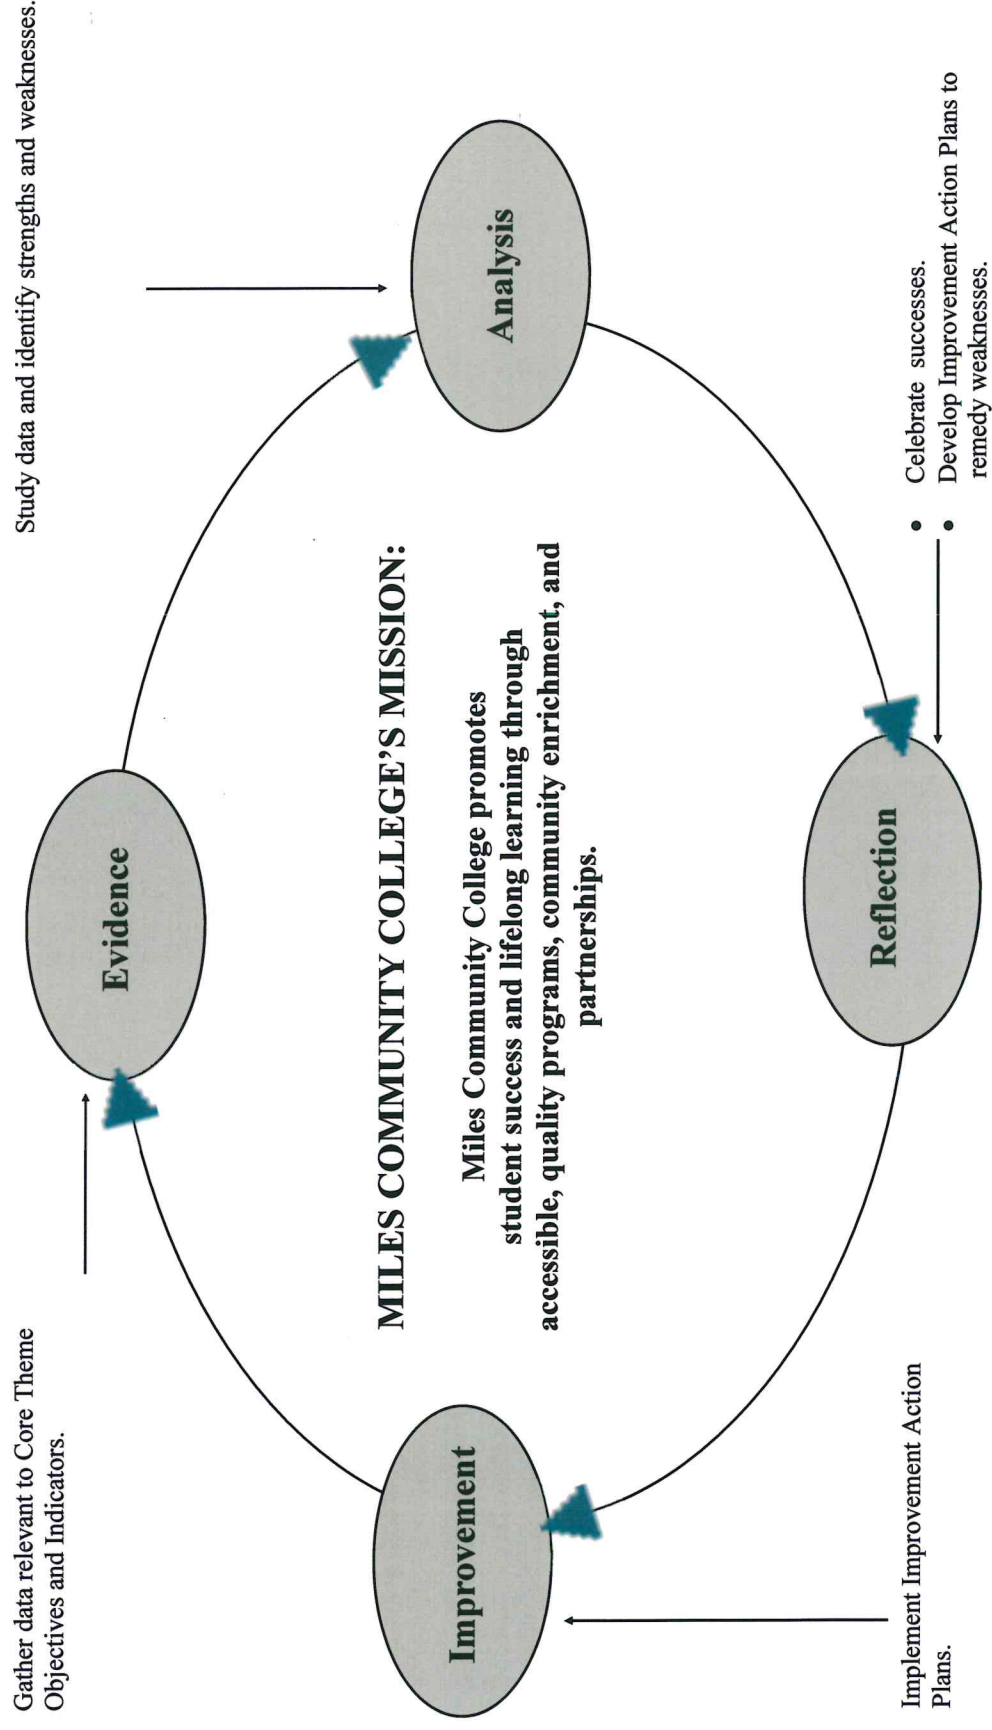 Gather data relevant to Core Theme
Objectives and Indicators.
Study data and identify strengths and weaknesses.
Evidence
Analysis
MILES COMMUNITY COLLEGE’S MISSION:
Miles Community College promotes
student success and lifelong learning through
accessible, quality programs, community enrichment, and
partnerships.
Improvement
Reflection
Implement Improvement Action
Plans.
• Celebrate successes.
• Develop Improvement Action Plans to
remedy weaknesses.